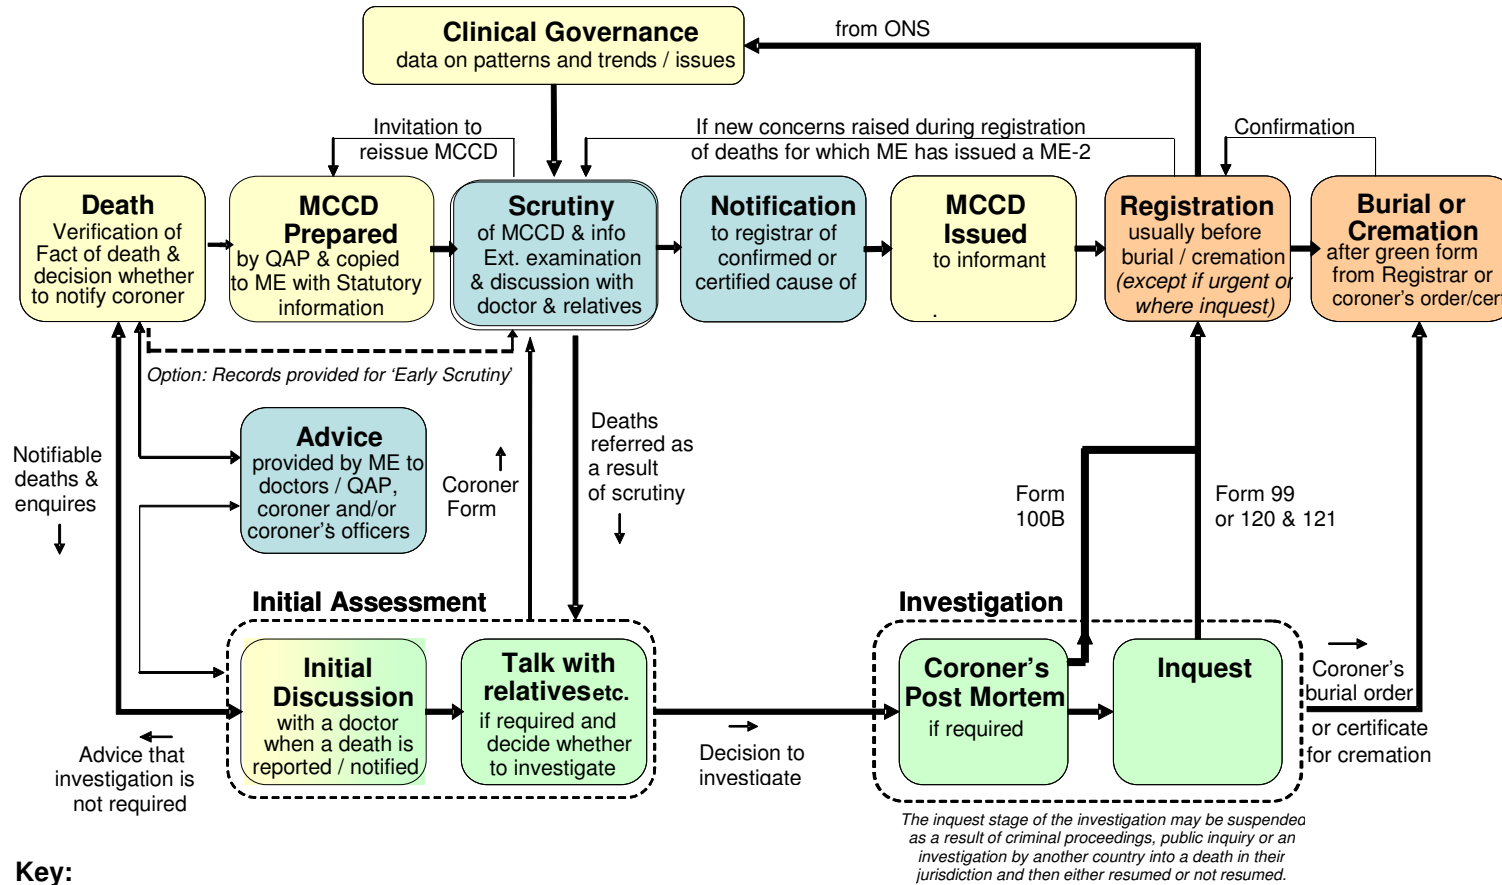 Clinical Governance
data on patterns and trends / issues
from ONS
Invitation to
reissue MCCD
If new concerns raised during registration
of deaths for which ME has issued a ME-2
Confirmation
Death
Verification of
Fact of death &
decision whether
to notify coroner
MCCD
Prepared
by QAP & copied
to ME with Statutory
information
Scrutiny
of MCCD & info
Ext. examination
& discussion with
doctor & relatives
Notification
to registrar of
confirmed or
certified cause of
MCCD
Issued
to informant
.
Registration
usually before
burial / cremation
(except if urgent or
where inquest)
Burial or
Cremation
after green form
from Registrar or
coroner's order/cert
Option: Records provided for 'Early Scrutiny'
Notifiable
deaths &
enquires
Advice
provided by ME to
doctors / QAP,
coroner and/or
coroner's officers
Coroner
Form
Deaths
referred as
a result
of scrutiny
Form
100B
Form 99
or 120 & 121
Initial Assessment
Initial
Discussion
with a doctor
when a death is
reported / notified
Talk with
relatives etc.
if required and
decide whether
to investigate
Advice that
investigation is
not required
Decision to
investigate
Investigation
Coroner's
Post Mortem
if required
Inquest
Coroner's
burial order
or certificate
for cremation
The inquest stage of the investigation may be suspended
as a result of criminal proceedings, public inquiry or an
investigation by another country into a death in their
jurisdiction and then either resumed or not resumed.
Key: